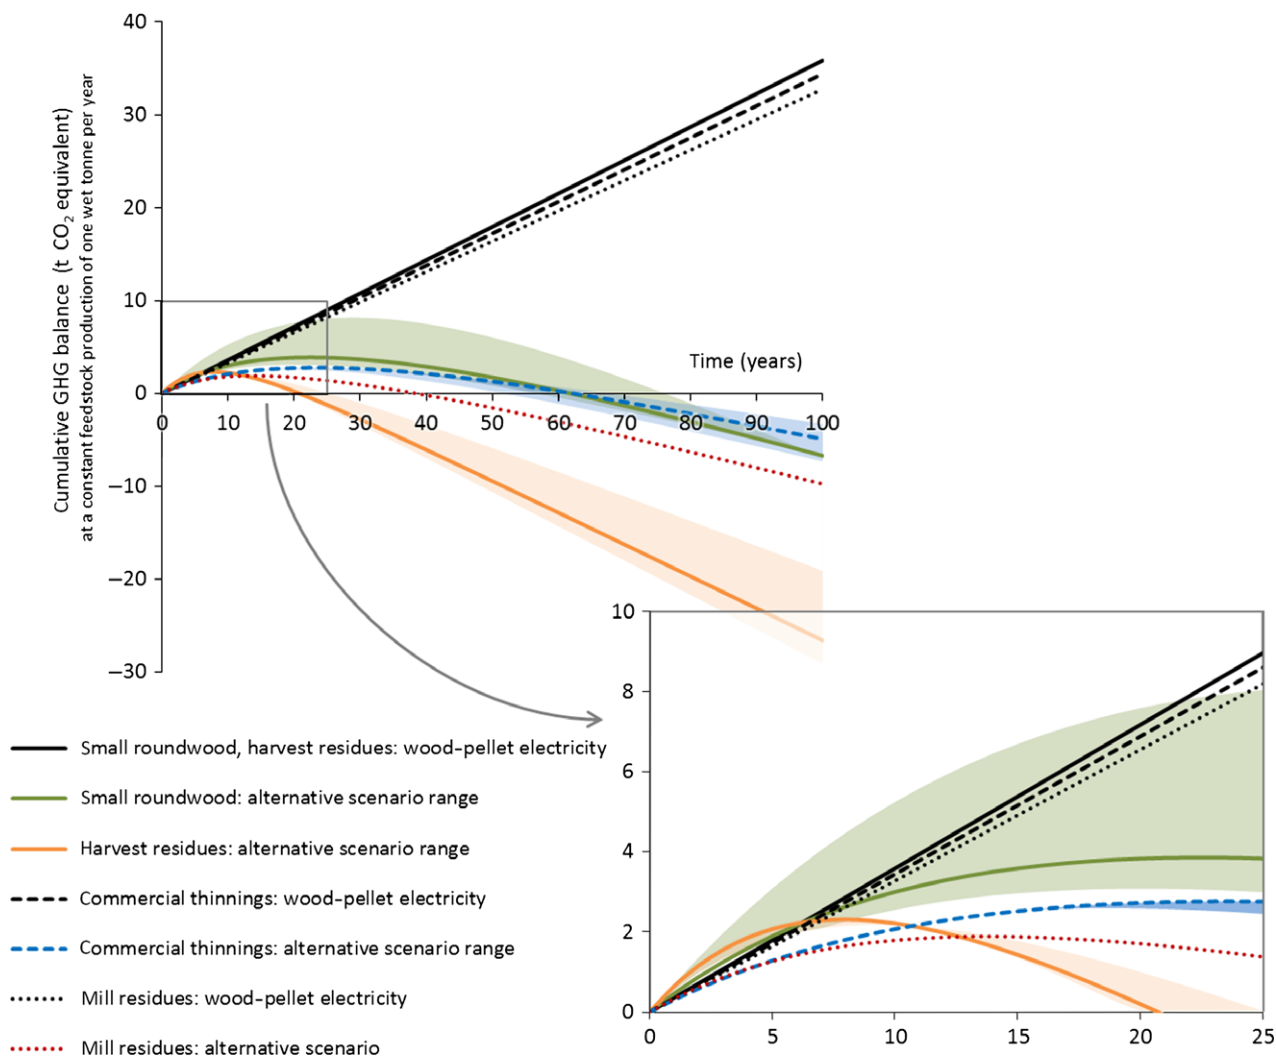 40
30
20
10
0
−10
−20
−30
Cumulative GHG balance (t CO2 equivalent)
at a constant feedstock production of one wet tonne per year
Time (years)
0 10 20 30 40 50 60 70 80 90 100
10
8
6
4
2
0
0 5 10 15 20 25
Small roundwood, harvest residues: wood-pellet electricity
Small roundwood: alternative scenario range
Harvest residues: alternative scenario range
Commercial thinnings: wood-pellet electricity
Commercial thinnings: alternative scenario range
Mill residues: wood-pellet electricity
Mill residues: alternative scenario